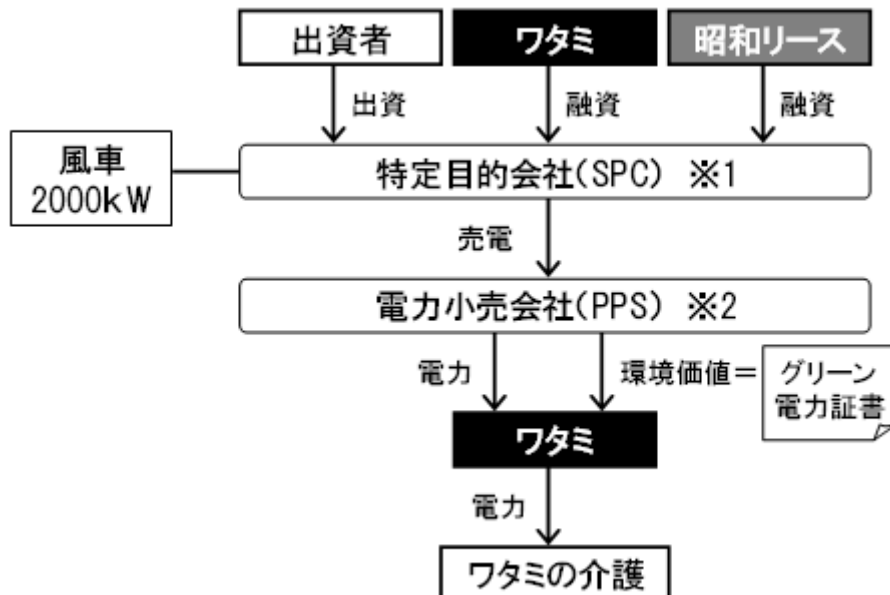 出資者
ワタミ
昭和リース
出資
融資
融資
風車
2000kW
特定目的会社(SPC) ※1
売電
電力小売会社(PPS) ※2
電力
環境価値=
グリーン
電力証書
ワタミ
電力
ワタミの介護